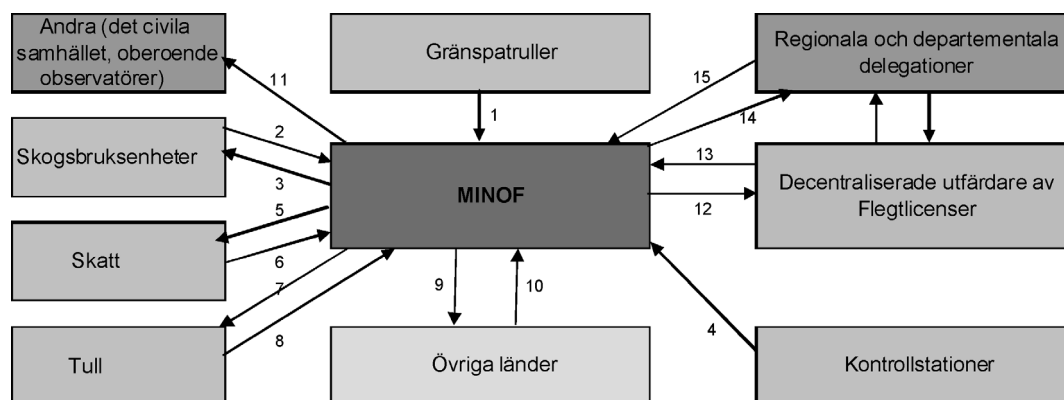 Andra (det civila
samhället, oberoende
observatörer)
Gränspatruller
Regionala och departementala
delegationer
11
1
15
14
Skogsbruksenheter
2
3
MINOF
13
12
Decentraliserade utfärdare av
Flegtlicenser
5
Skatt
6
7
8
9
10
4
Tull
Övriga länder
Kontrollstationer